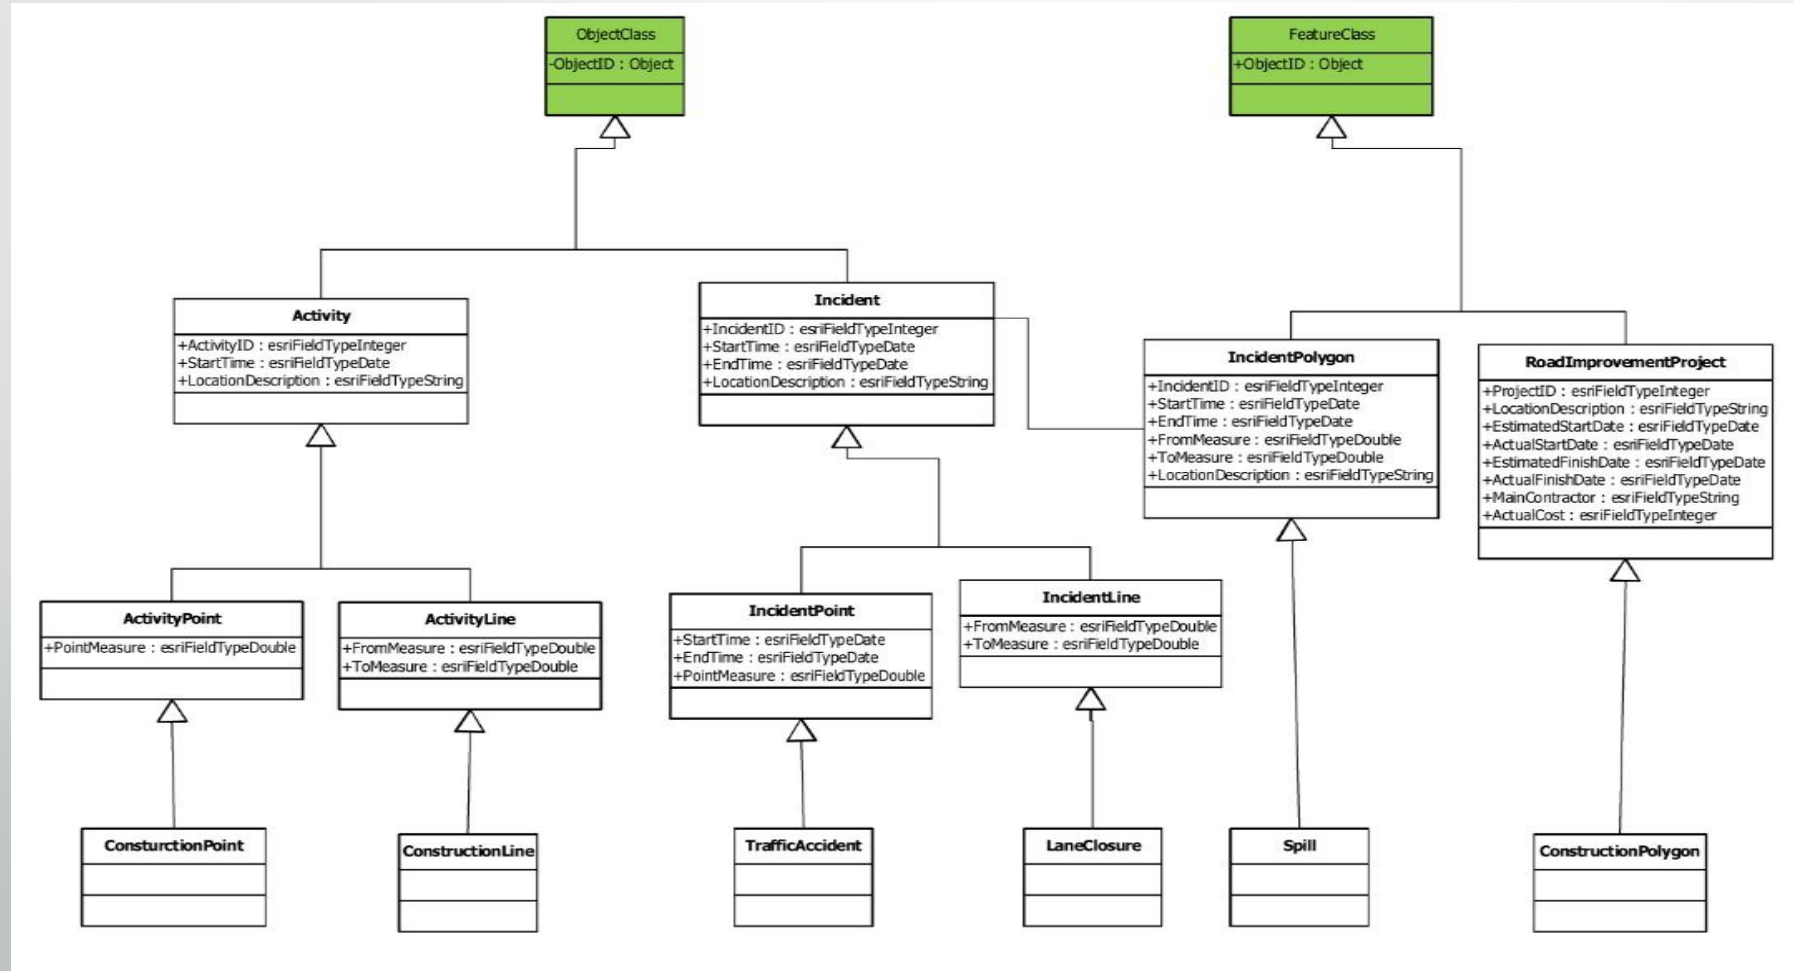 ObjectClass
-ObjectID : Object
FeatureClass
+ObjectID : Object
Activity
+ActivityID : esriFieldTypeInteger
+StartTime : esriFieldTypeDate
+LocationDescription : esriFieldTypeString
Incident
+IncidentID : esriFieldTypeInteger
+StartTime : esriFieldTypeDate
+EndTime : esriFieldTypeDate
+LocationDescription : esriFieldTypeString
IncidentPolygon
+IncidentID : esriFieldTypeInteger
+StartTime : esriFieldTypeDate
+EndTime : esriFieldTypeDate
+FromMeasure : esriFieldTypeDouble
+ToMeasure : esriFieldTypeDouble
+LocationDescription : esriFieldTypeString
RoadImprovementProject
+ProjectID : esriFieldTypeInteger
+LocationDescription : esriFieldTypeString
+EstimatedStartDate : esriFieldTypeDate
+ActualStartDate : esriFieldTypeDate
+EstimatedFinishDate : esriFieldTypeDate
+ActualFinishDate : esriFieldTypeDate
+MainContractor : esriFieldTypeString
+ActualCost : esriFieldTypeInteger
ActivityPoint
+PointMeasure : esriFieldTypeDouble
ActivityLine
+FromMeasure : esriFieldTypeDouble
+ToMeasure : esriFieldTypeDouble
IncidentPoint
+StartTime : esriFieldTypeDate
+EndTime : esriFieldTypeDate
+PointMeasure : esriFieldTypeDouble
IncidentLine
+FromMeasure : esriFieldTypeDouble
+ToMeasure : esriFieldTypeDouble
ConsturctionPoint
ConstructionLine
TrafficAccident
LaneClosure
Spill
ConstructionPolygon